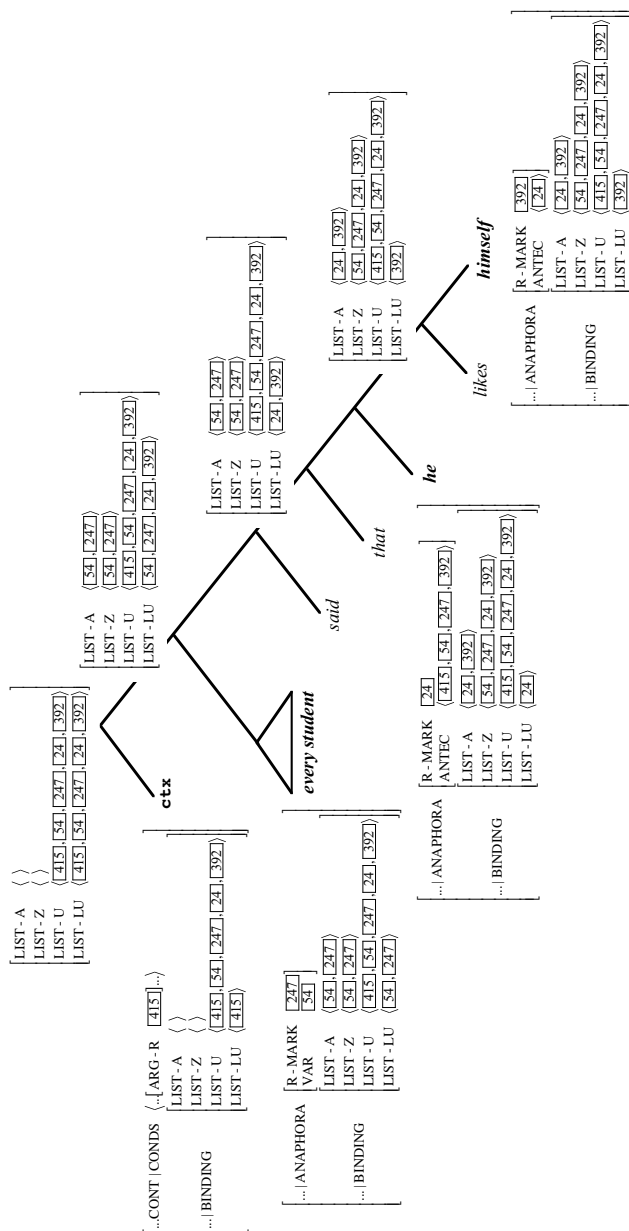 [LIST-A ⟨⟩
LIST-Z ⟨⟩
LIST-U ⟨415, 54, 247, 24, 392⟩
LIST-LU ⟨415, 54, 247, 24, 392⟩]
[LIST-A ⟨54, 247⟩
LIST-Z ⟨54, 247⟩
LIST-U ⟨415, 54, 247, 24, 392⟩
LIST-LU ⟨54, 247, 24, 392⟩]
ctx
[...CONT|CONDS ⟨...[ARG-R 415]...⟩
...|BINDING [LIST-A ⟨⟩
LIST-Z ⟨⟩
LIST-U ⟨415, 54, 247, 24, 392⟩
LIST-LU ⟨415⟩]]
[LIST-A ⟨54, 247⟩
LIST-Z ⟨54, 247⟩
LIST-U ⟨415, 54, 247, 24, 392⟩
LIST-LU ⟨24, 392⟩]
every student
[...|ANAPHORA [R-MARK 247
VAR 54]
...|BINDING [LIST-A ⟨54, 247⟩
LIST-Z ⟨54, 247⟩
LIST-U ⟨415, 54, 247, 24, 392⟩
LIST-LU ⟨54, 247⟩]]
said
[LIST-A ⟨24, 392⟩
LIST-Z ⟨54, 247, 24, 392⟩
LIST-U ⟨415, 54, 247, 24, 392⟩
LIST-LU ⟨392⟩]
that
he
[...|ANAPHORA [R-MARK 24
ANTEC ⟨415, 54, 247, 392⟩]
...|BINDING [LIST-A ⟨24, 392⟩
LIST-Z ⟨54, 247, 24, 392⟩
LIST-U ⟨415, 54, 247, 24, 392⟩
LIST-LU ⟨24⟩]]
likes
himself
[...|ANAPHORA [R-MARK 392
ANTEC ⟨24⟩]
...|BINDING [LIST-A ⟨24, 392⟩
LIST-Z ⟨54, 247, 24, 392⟩
LIST-U ⟨415, 54, 247, 24, 392⟩
LIST-LU ⟨392⟩]]